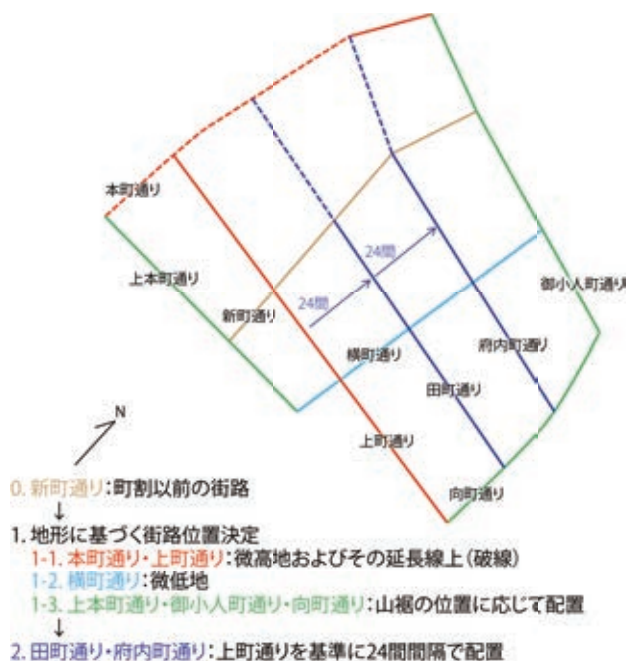 本町通り
上本町通り
24間
24間
御小人町通り
新町通り
横町通り
府内町通り
田町通り
上町通り
向町通り
N
0. 新町通り：町割以前の街路
↓
1. 地形に基づく街路位置決定
1-1. 本町通り・上町通り：微高地およびその延長線上（破線）
1-2. 横町通り：微低地
1-3. 上本町通り・御小人町通り・向町通り：山裾の位置に応じて配置
↓
2. 田町通り・府内町通り：上町通りを基準に24間間隔で配置